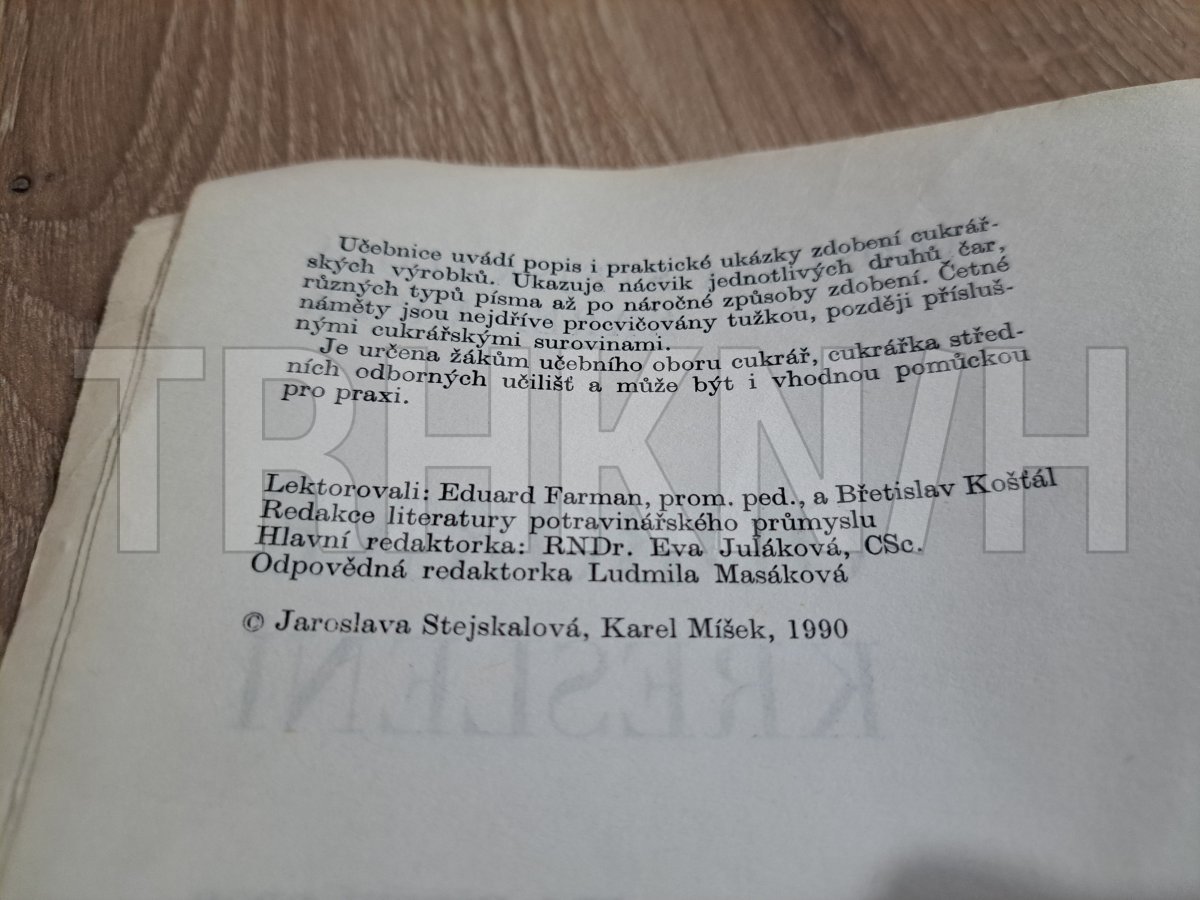 Učebnice uvádí popis i praktické ukázky zdobení cukrář-
ských výrobků. Ukazuje nácvik jednotlivých druhů čar,
různých typů písma až po náročné způsoby zdobení. Četné
náměty jsou nejdříve procvičovány tužkou, později přísluš-
nými cukrářskými surovinami.
Je určena žákům učebního oboru cukrář, cukrářka střed-
ních odborných učilišť a může být i vhodnou pomůckou
pro praxi.
Lektorovali: Eduard Farman, prom. ped., a Břetislav Košťál
Redakce literatury potravinářského průmyslu
Hlavní redaktorka: RNDr. Eva Juláková, CSc.
Odpovědná redaktorka Ludmila Masáková
© Jaroslava Stejskalová, Karel Míšek, 1990
KRESLENÍ
TRHKNIH